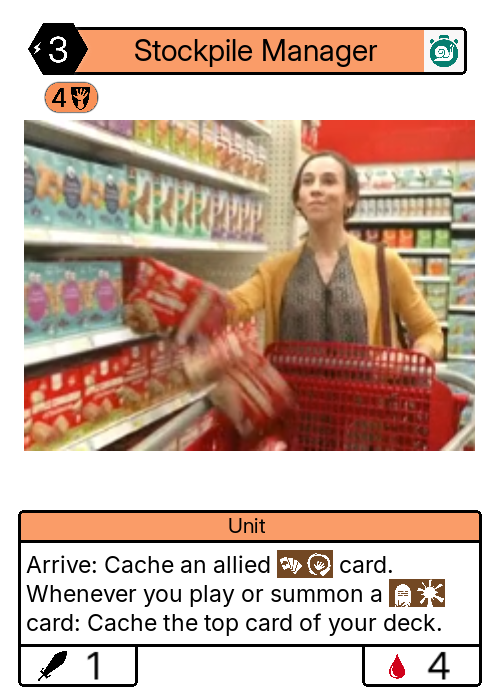 3 Stockpile Manager
4
Unit
Arrive: Cache an allied card.
Whenever you play or summon a
card: Cache the top card of your deck.
1 4